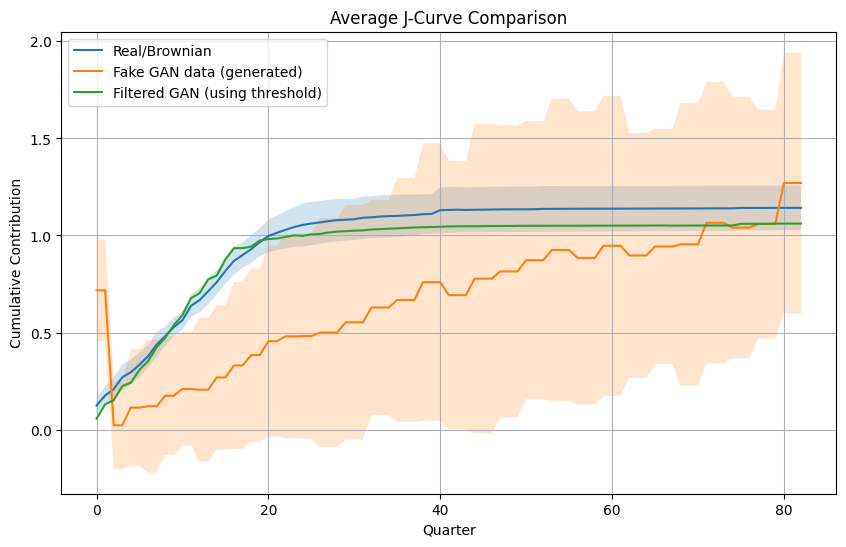 Average J-Curve Comparison
Real/Brownian
Fake GAN data (generated)
Filtered GAN (using threshold)
Cumulative Contribution
2.0
1.5
1.0
0.5
0.0
0 20 40 60 80
Quarter